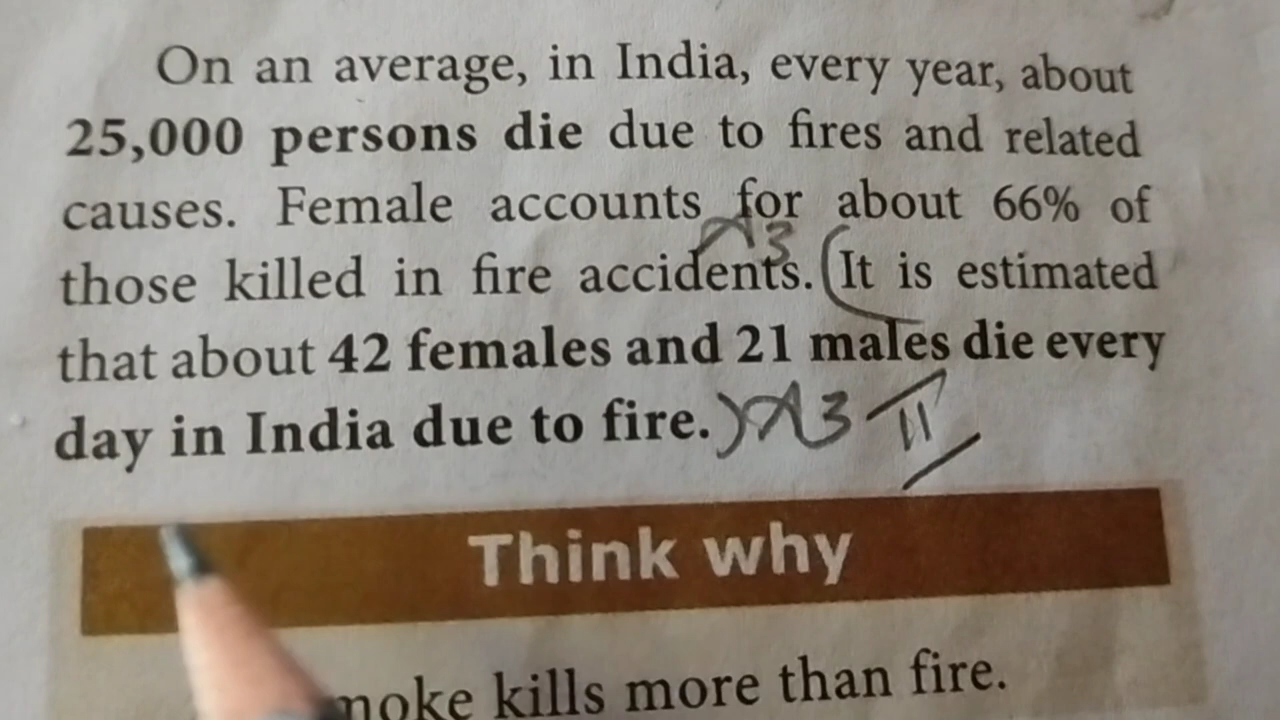 On an average, in India, every year, about
25,000 persons die due to fires and related
causes. Female accounts for about 66% of
those killed in fire accidents. (It is estimated
that about 42 females and 21 males die every
day in India due to fire.)
Think why
moke kills more than fire.